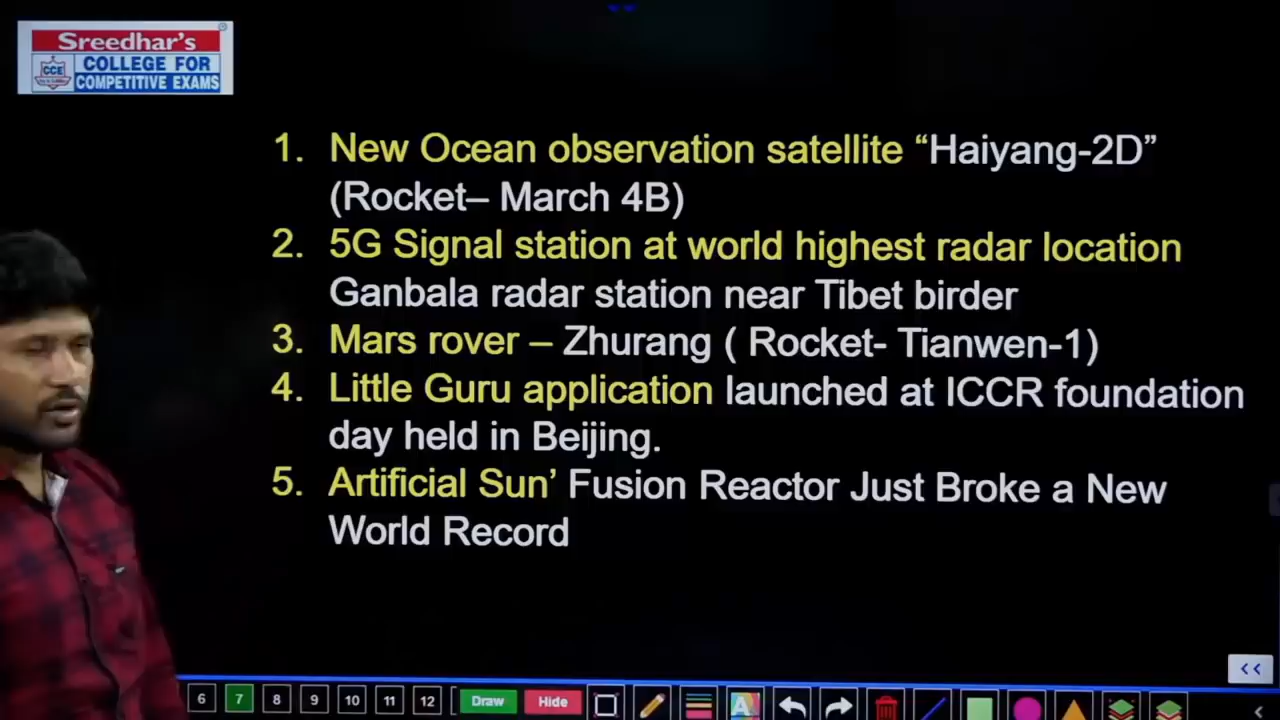 Sreedhar's
CCE
COLLEGE FOR
COMPETITIVE EXAMS
1. New Ocean observation satellite “Haiyang-2D”
(Rocket– March 4B)
2. 5G Signal station at world highest radar location
Ganbala radar station near Tibet birder
3. Mars rover – Zhurang ( Rocket- Tianwen-1)
4. Little Guru application launched at ICCR foundation
day held in Beijing.
5. Artificial Sun’ Fusion Reactor Just Broke a New
World Record
<<
6 7 8 9 10 11 12 Draw Hide A